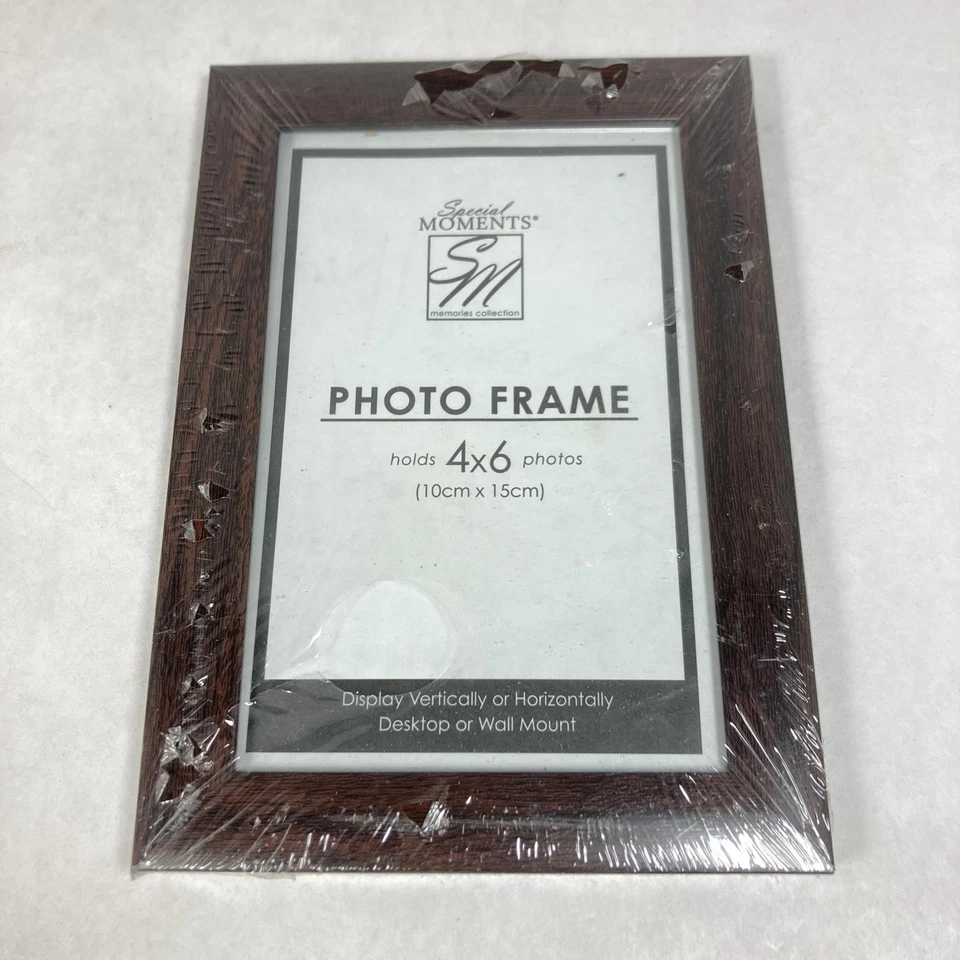 Special
MOMENTS®
SM
memories collection
PHOTO FRAME
holds 4x6 photos
(10cm x 15cm)
Display Vertically or Horizontally
Desktop or Wall Mount